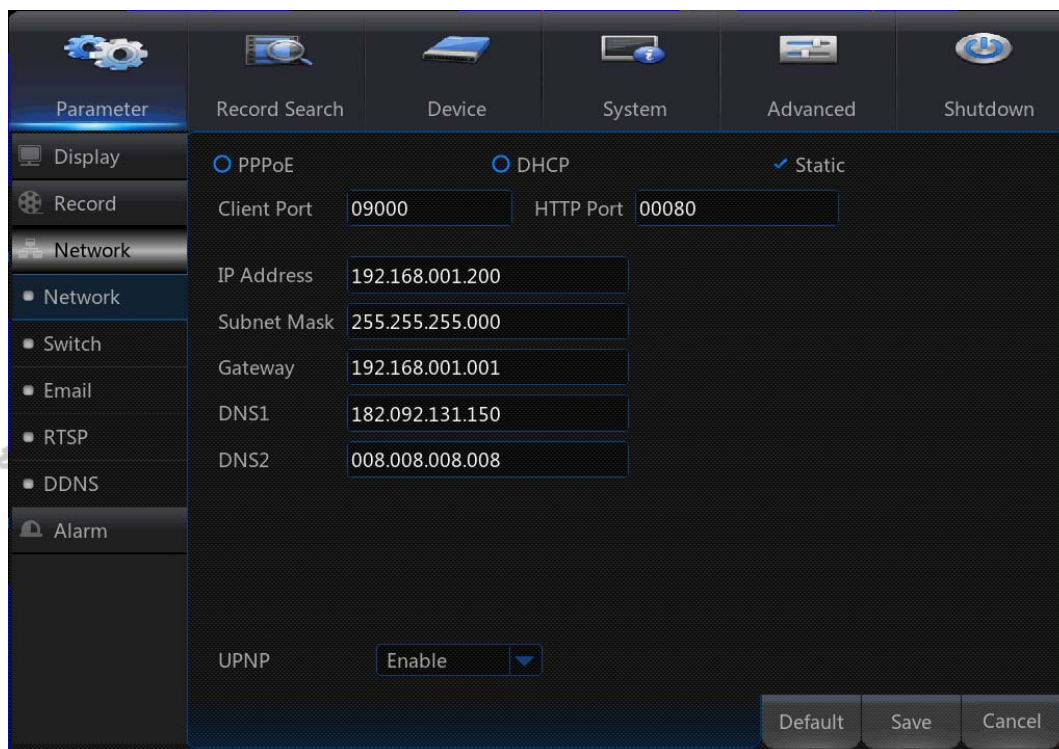 Parameter Record Search Device System Advanced Shutdown
Display
Record
Network
Network
Switch
Email
RTSP
DDNS
Alarm
PPPoE DHCP Static
Client Port 09000 HTTP Port 00080
IP Address 192.168.001.200
Subnet Mask 255.255.255.000
Gateway 192.168.001.001
DNS1 182.092.131.150
DNS2 008.008.008.008
UPNP Enable
Default Save Cancel